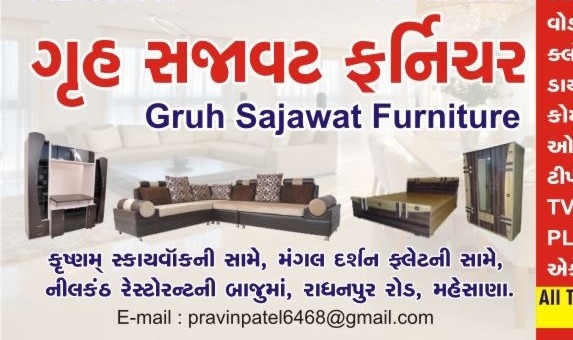 ગૃહ સજાવટ ફર્નિચર
Gruh Sajawat Furniture
કૃષ્ણમ્ સ્કાયવૉકની સામે, મંગલ દર્શન ફ્લેટની સામે,
નીલકંઠ રેસ્ટોરન્ટની બાજુમાં, રાધનપુર રોડ, મહેસાણા.
E-mail : pravinpatel6468@gmail.com
TV
PL
All T